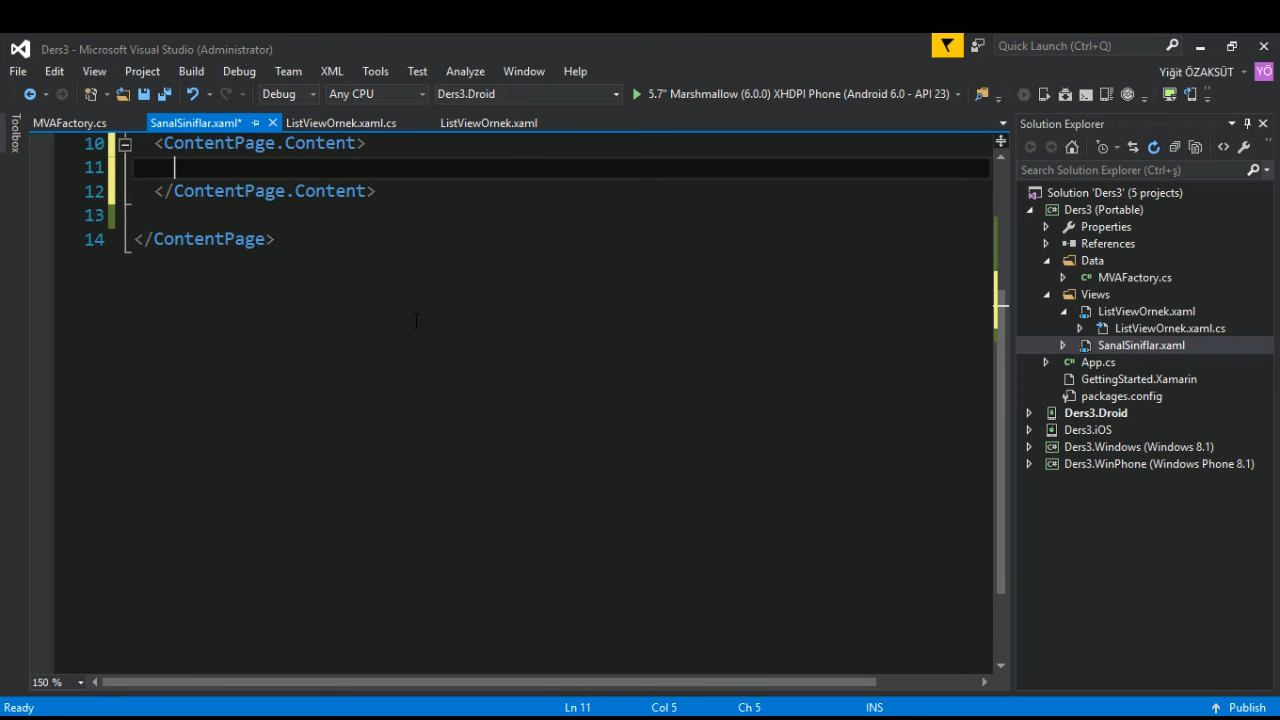 Ders3 - Microsoft Visual Studio (Administrator)
Quick Launch (Ctrl+Q)
File Edit View Project Build Debug Team XML Tools Test Analyze Window Help
Yiğit ÖZAKSÜT YÖ
Debug Any CPU Ders3.Droid 5.7" Marshmallow (6.0.0) XHDPI Phone (Android 6.0 - API 23)
Toolbox
MVAFactory.cs SanalSiniflar.xaml* ListViewOrnek.xaml.cs ListViewOrnek.xaml
10 <ContentPage.Content>
11
12 </ContentPage.Content>
13
14 </ContentPage>
Solution Explorer
Search Solution Explorer (Ctrl+ş)
Solution 'Ders3' (5 projects)
C# Ders3 (Portable)
Properties
References
Data
C# MVAFactory.cs
Views
ListViewOrnek.xaml
ListViewOrnek.xaml.cs
SanalSiniflar.xaml
C# App.cs
GettingStarted.Xamarin
packages.config
Ders3.Droid
Ders3.iOS
C# Ders3.Windows (Windows 8.1)
C# Ders3.WinPhone (Windows Phone 8.1)
150 %
Ready Ln 11 Col 5 Ch 5 INS Publish